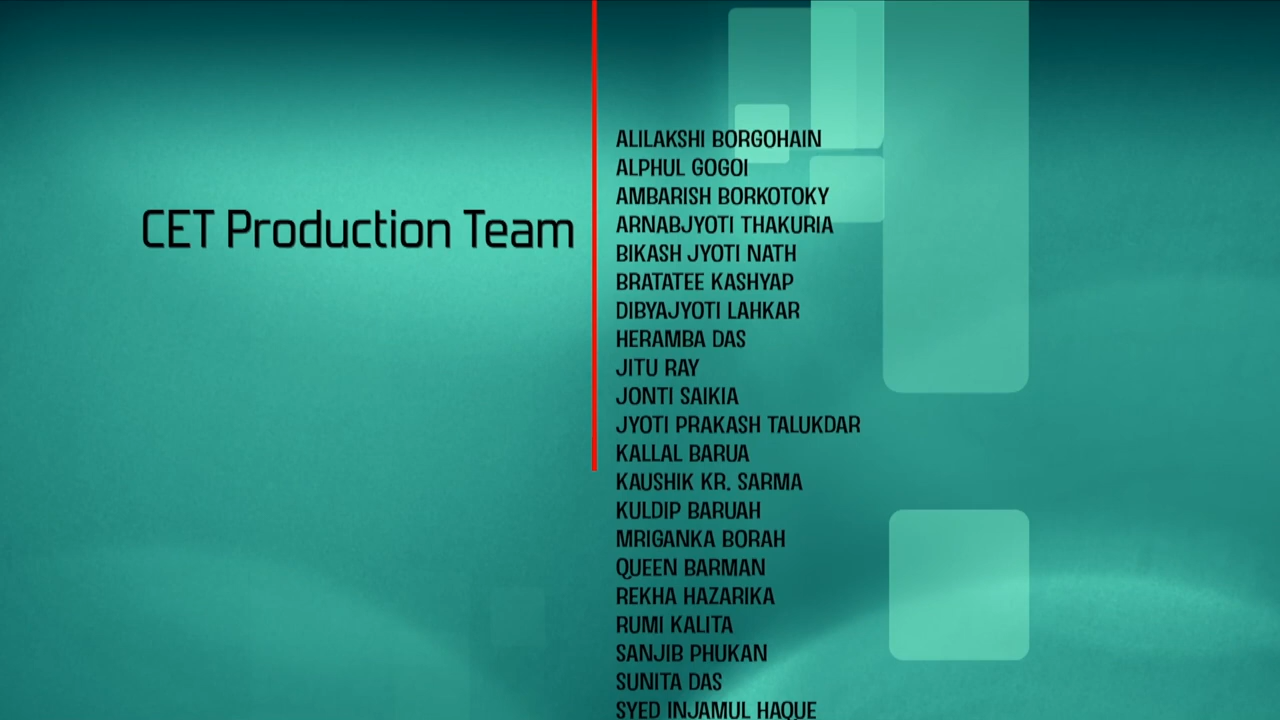 CET Production Team
ALILAKSHI BORGOHAIN
ALPHUL GOGOI
AMBARISH BORKOTOKY
ARNABJYOTI THAKURIA
BIKASH JYOTI NATH
BRATATEE KASHYAP
DIBYAJYOTI LAHKAR
HERAMBA DAS
JITU RAY
JONTI SAIKIA
JYOTI PRAKASH TALUKDAR
KALLAL BARUA
KAUSHIK KR. SARMA
KULDIP BARUAH
MRIGANKA BORAH
QUEEN BARMAN
REKHA HAZARIKA
RUMI KALITA
SANJIB PHUKAN
SUNITA DAS
SYED INJAMUL HAQUE